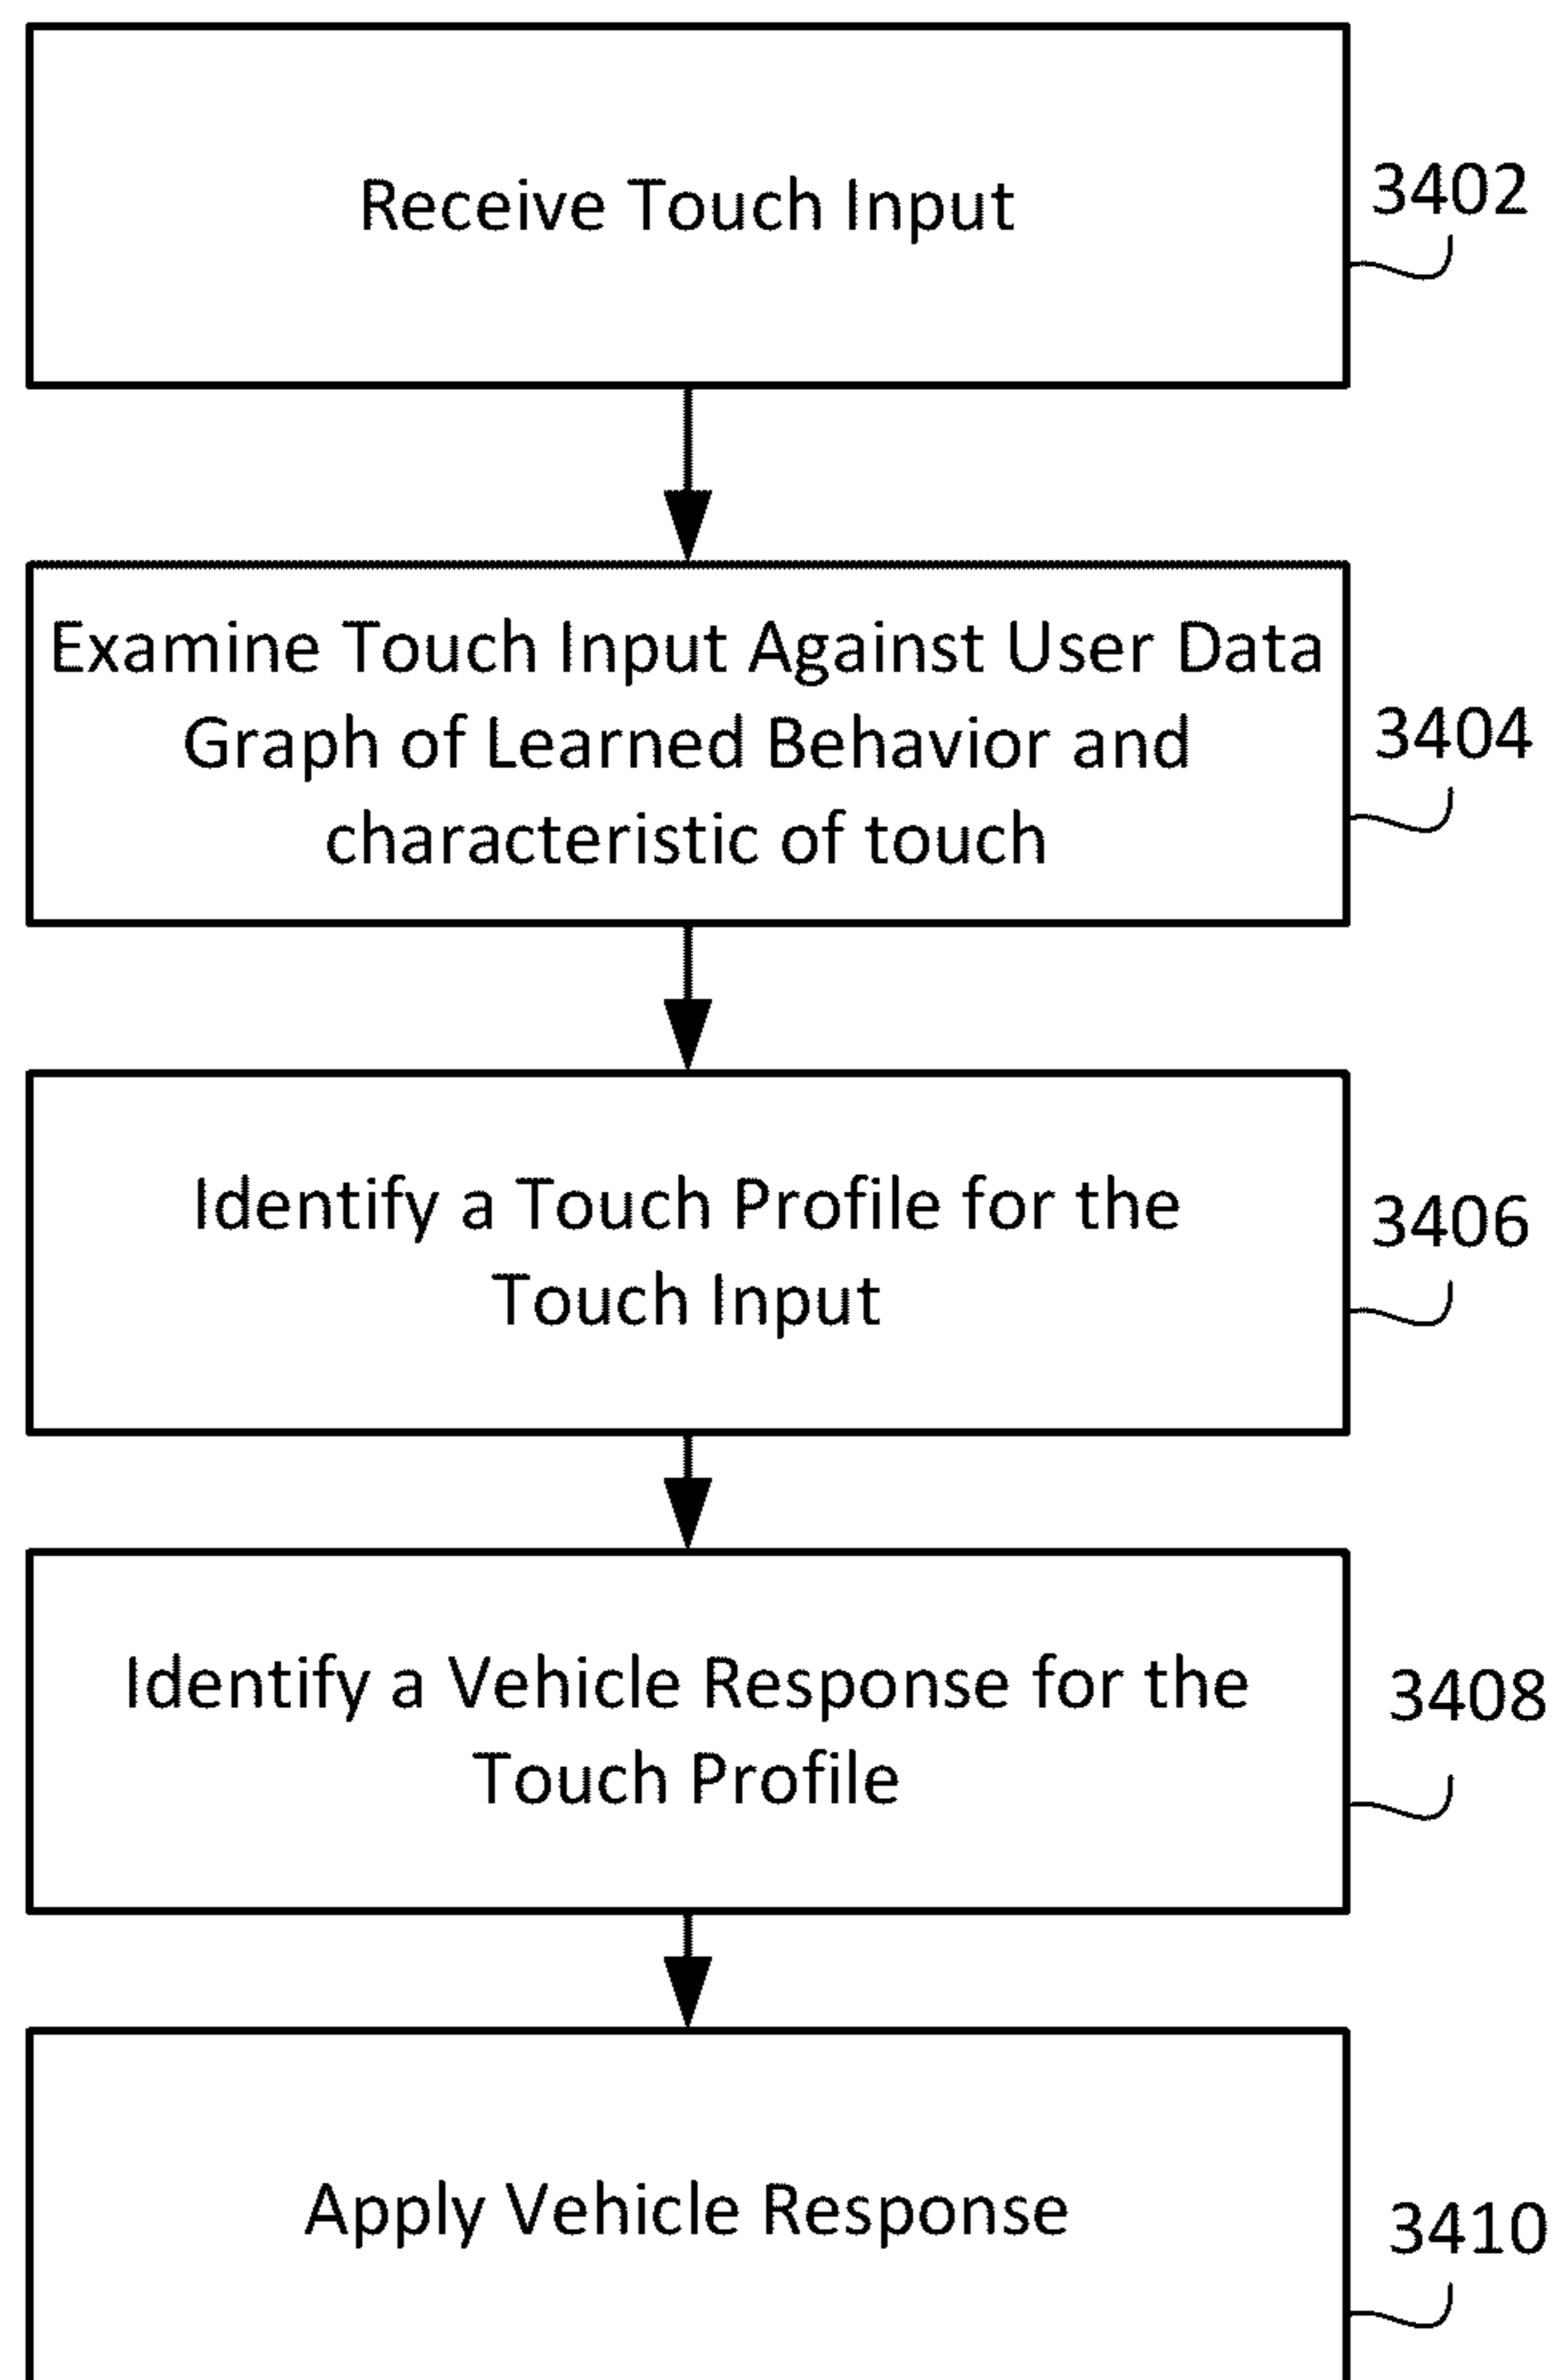 Receive Touch Input
3402
Examine Touch Input Against User Data
Graph of Learned Behavior and
characteristic of touch
3404
Identify a Touch Profile for the
Touch Input
3406
Identify a Vehicle Response for the
Touch Profile
3408
Apply Vehicle Response
3410